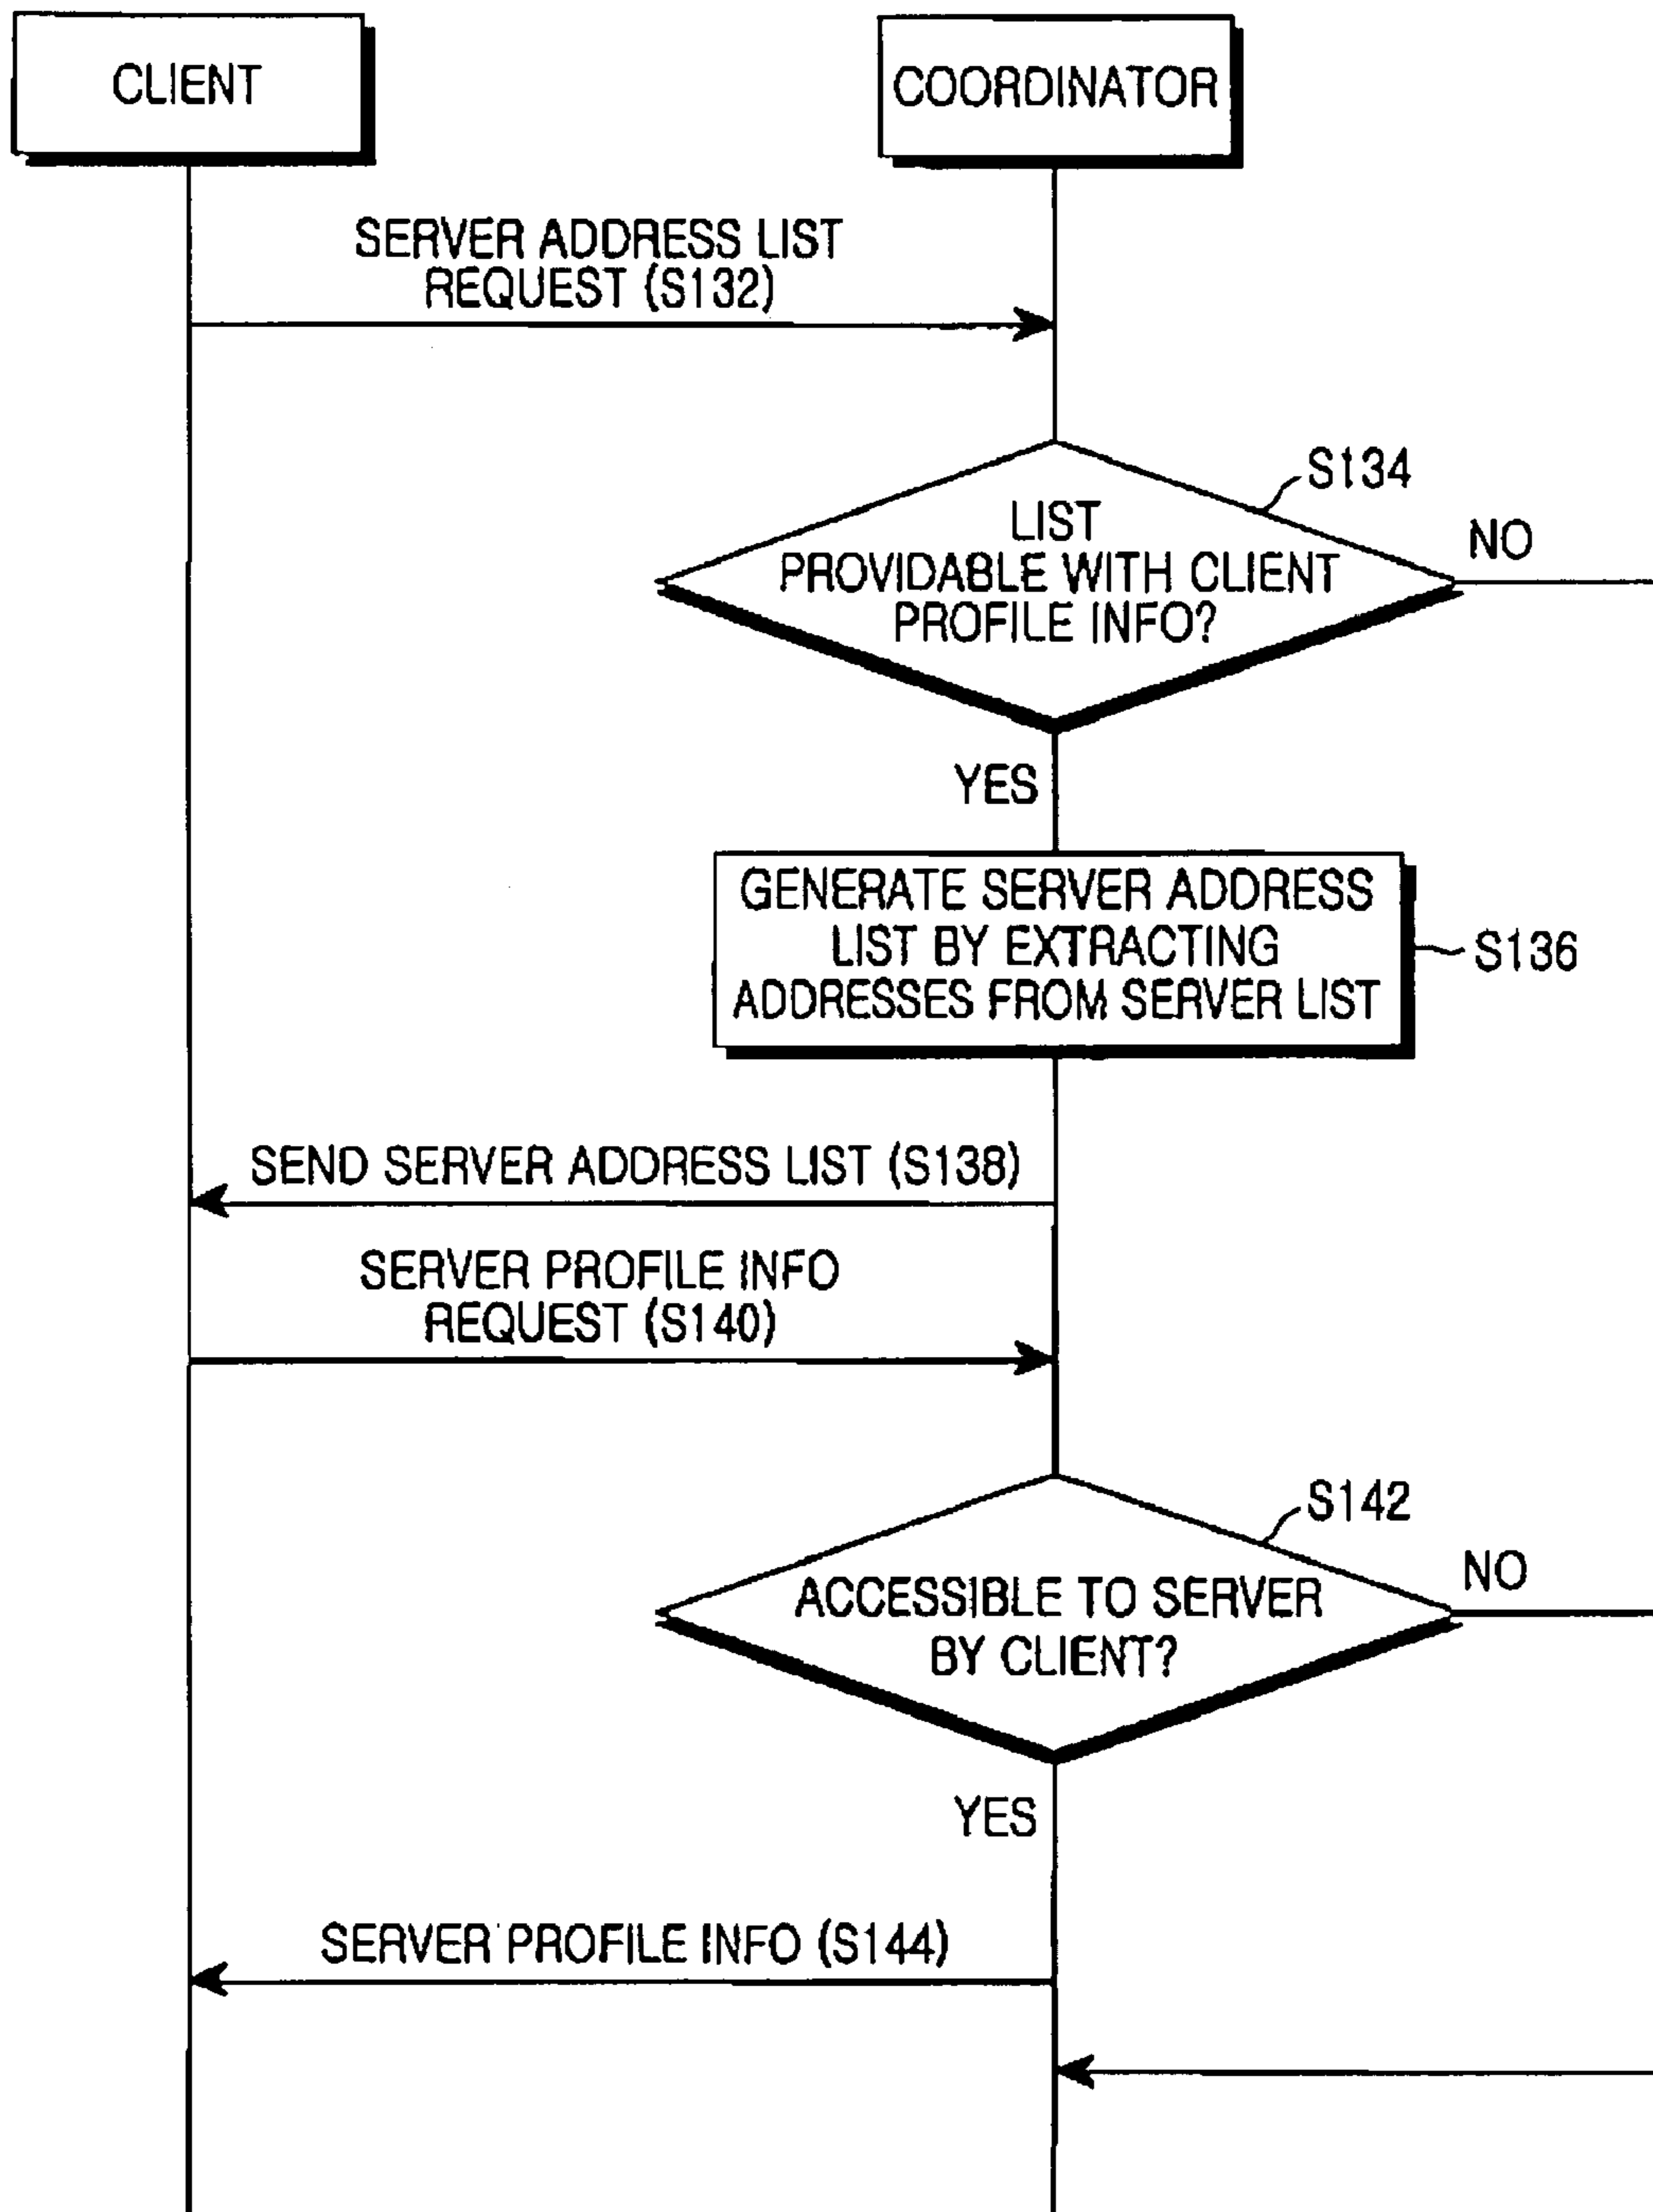 CLIENT
COORDINATOR
SERVER ADDRESS LIST
REQUEST (S132)
S134
LIST
PROVIDABLE WITH CLIENT
PROFILE INFO?
NO
YES
GENERATE SERVER ADDRESS
LIST BY EXTRACTING
ADDRESSES FROM SERVER LIST
S136
SEND SERVER ADDRESS LIST (S138)
SERVER PROFILE INFO
REQUEST (S140)
S142
ACCESSIBLE TO SERVER
BY CLIENT?
NO
YES
SERVER PROFILE INFO (S144)